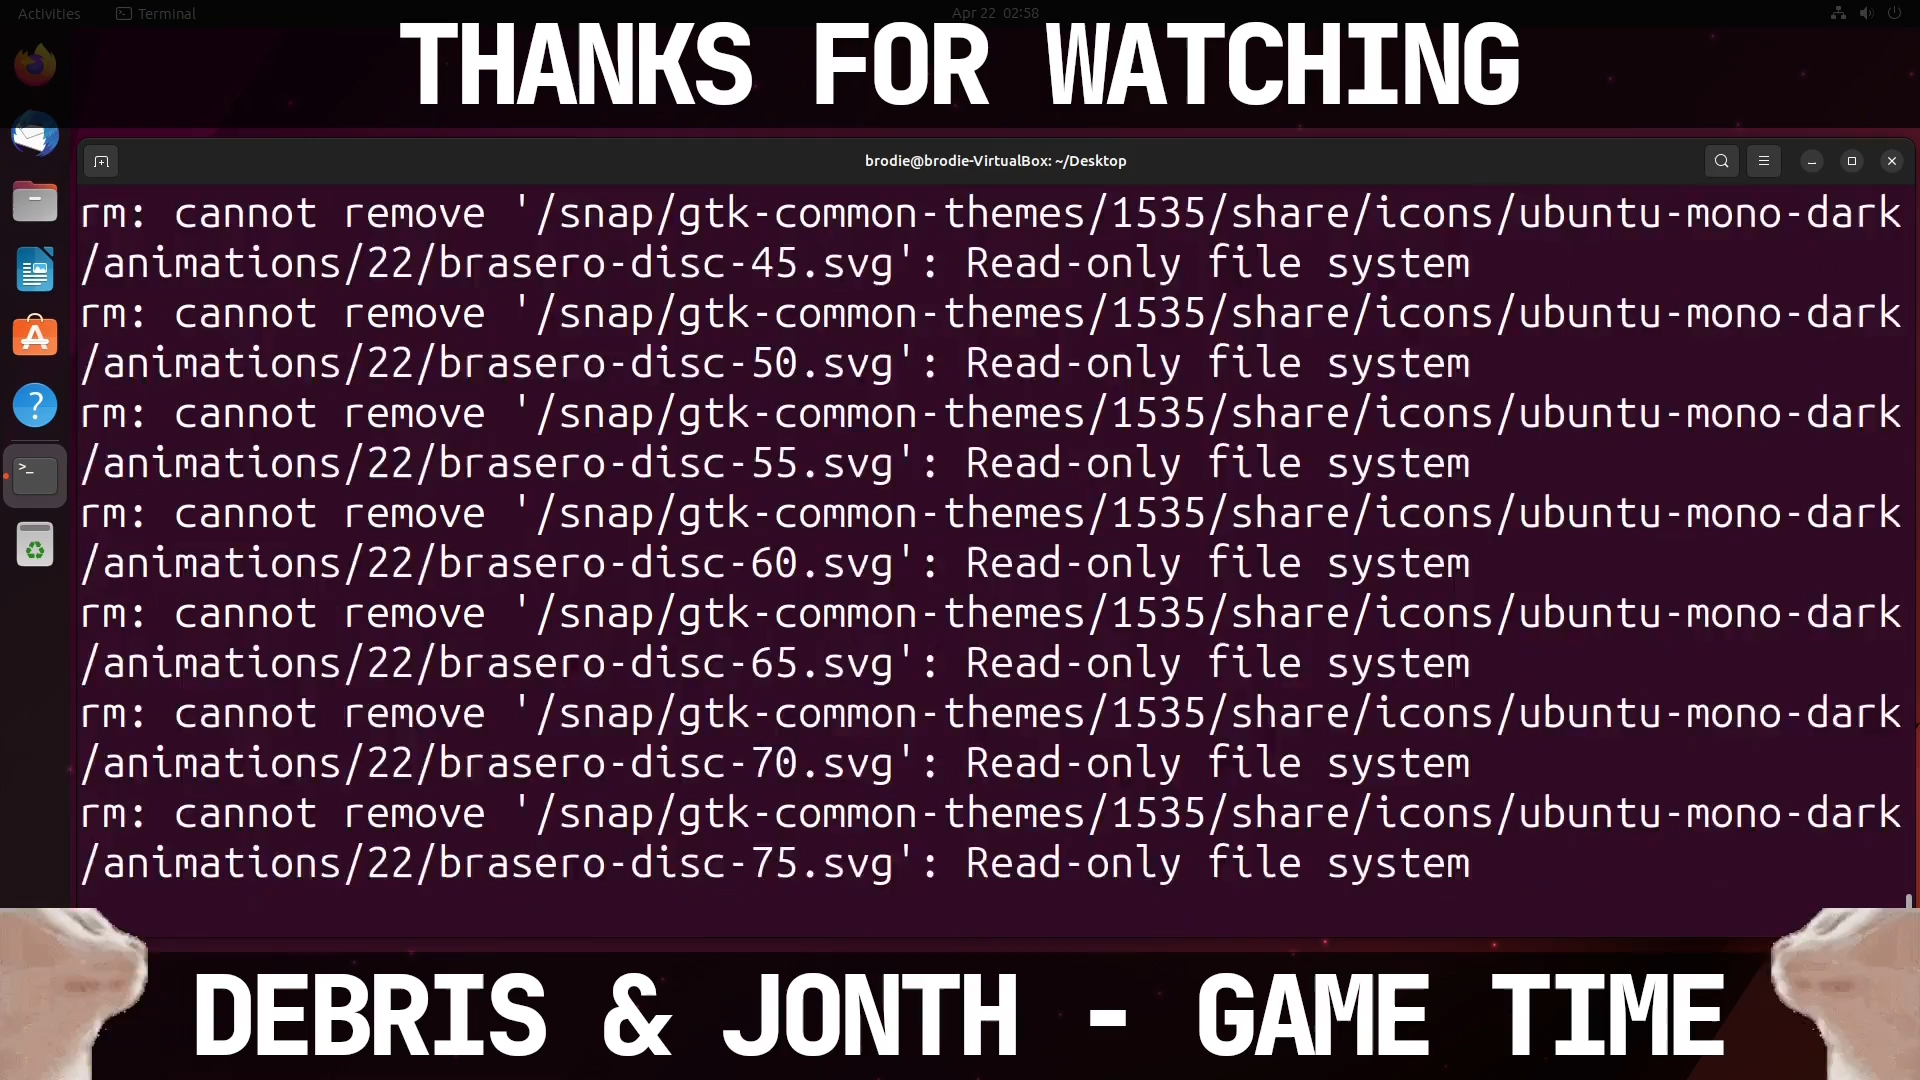 Activities
Terminal
Apr 22 02:58
THANKS FOR WATCHING
brodie@brodie-VirtualBox: ~/Desktop
rm: cannot remove '/snap/gtk-common-themes/1535/share/icons/ubuntu-mono-dark
/animations/22/brasero-disc-45.svg': Read-only file system
rm: cannot remove '/snap/gtk-common-themes/1535/share/icons/ubuntu-mono-dark
/animations/22/brasero-disc-50.svg': Read-only file system
rm: cannot remove '/snap/gtk-common-themes/1535/share/icons/ubuntu-mono-dark
/animations/22/brasero-disc-55.svg': Read-only file system
rm: cannot remove '/snap/gtk-common-themes/1535/share/icons/ubuntu-mono-dark
/animations/22/brasero-disc-60.svg': Read-only file system
rm: cannot remove '/snap/gtk-common-themes/1535/share/icons/ubuntu-mono-dark
/animations/22/brasero-disc-65.svg': Read-only file system
rm: cannot remove '/snap/gtk-common-themes/1535/share/icons/ubuntu-mono-dark
/animations/22/brasero-disc-70.svg': Read-only file system
rm: cannot remove '/snap/gtk-common-themes/1535/share/icons/ubuntu-mono-dark
/animations/22/brasero-disc-75.svg': Read-only file system
DEBRIS & JONTH - GAME TIME